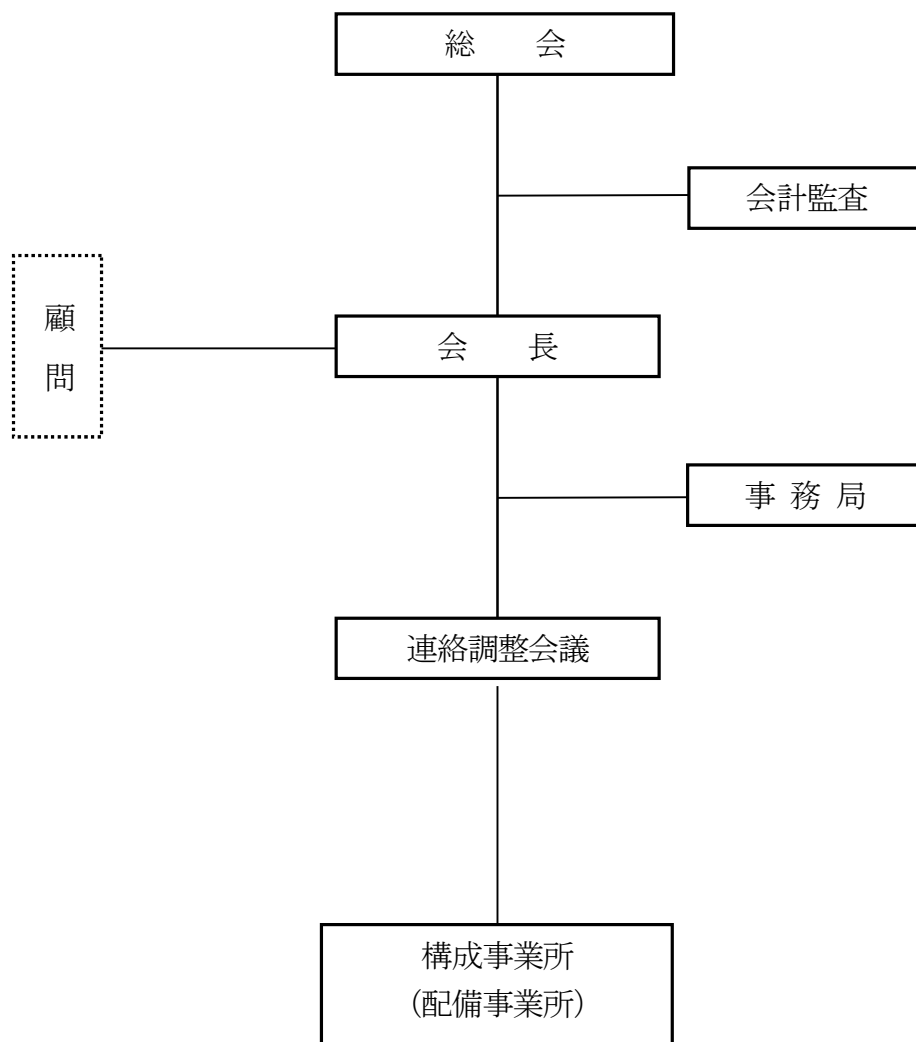 総　　会
会計監査
顧
問
会　　長
事 務 局
連絡調整会議
構成事業所
（配備事業所）